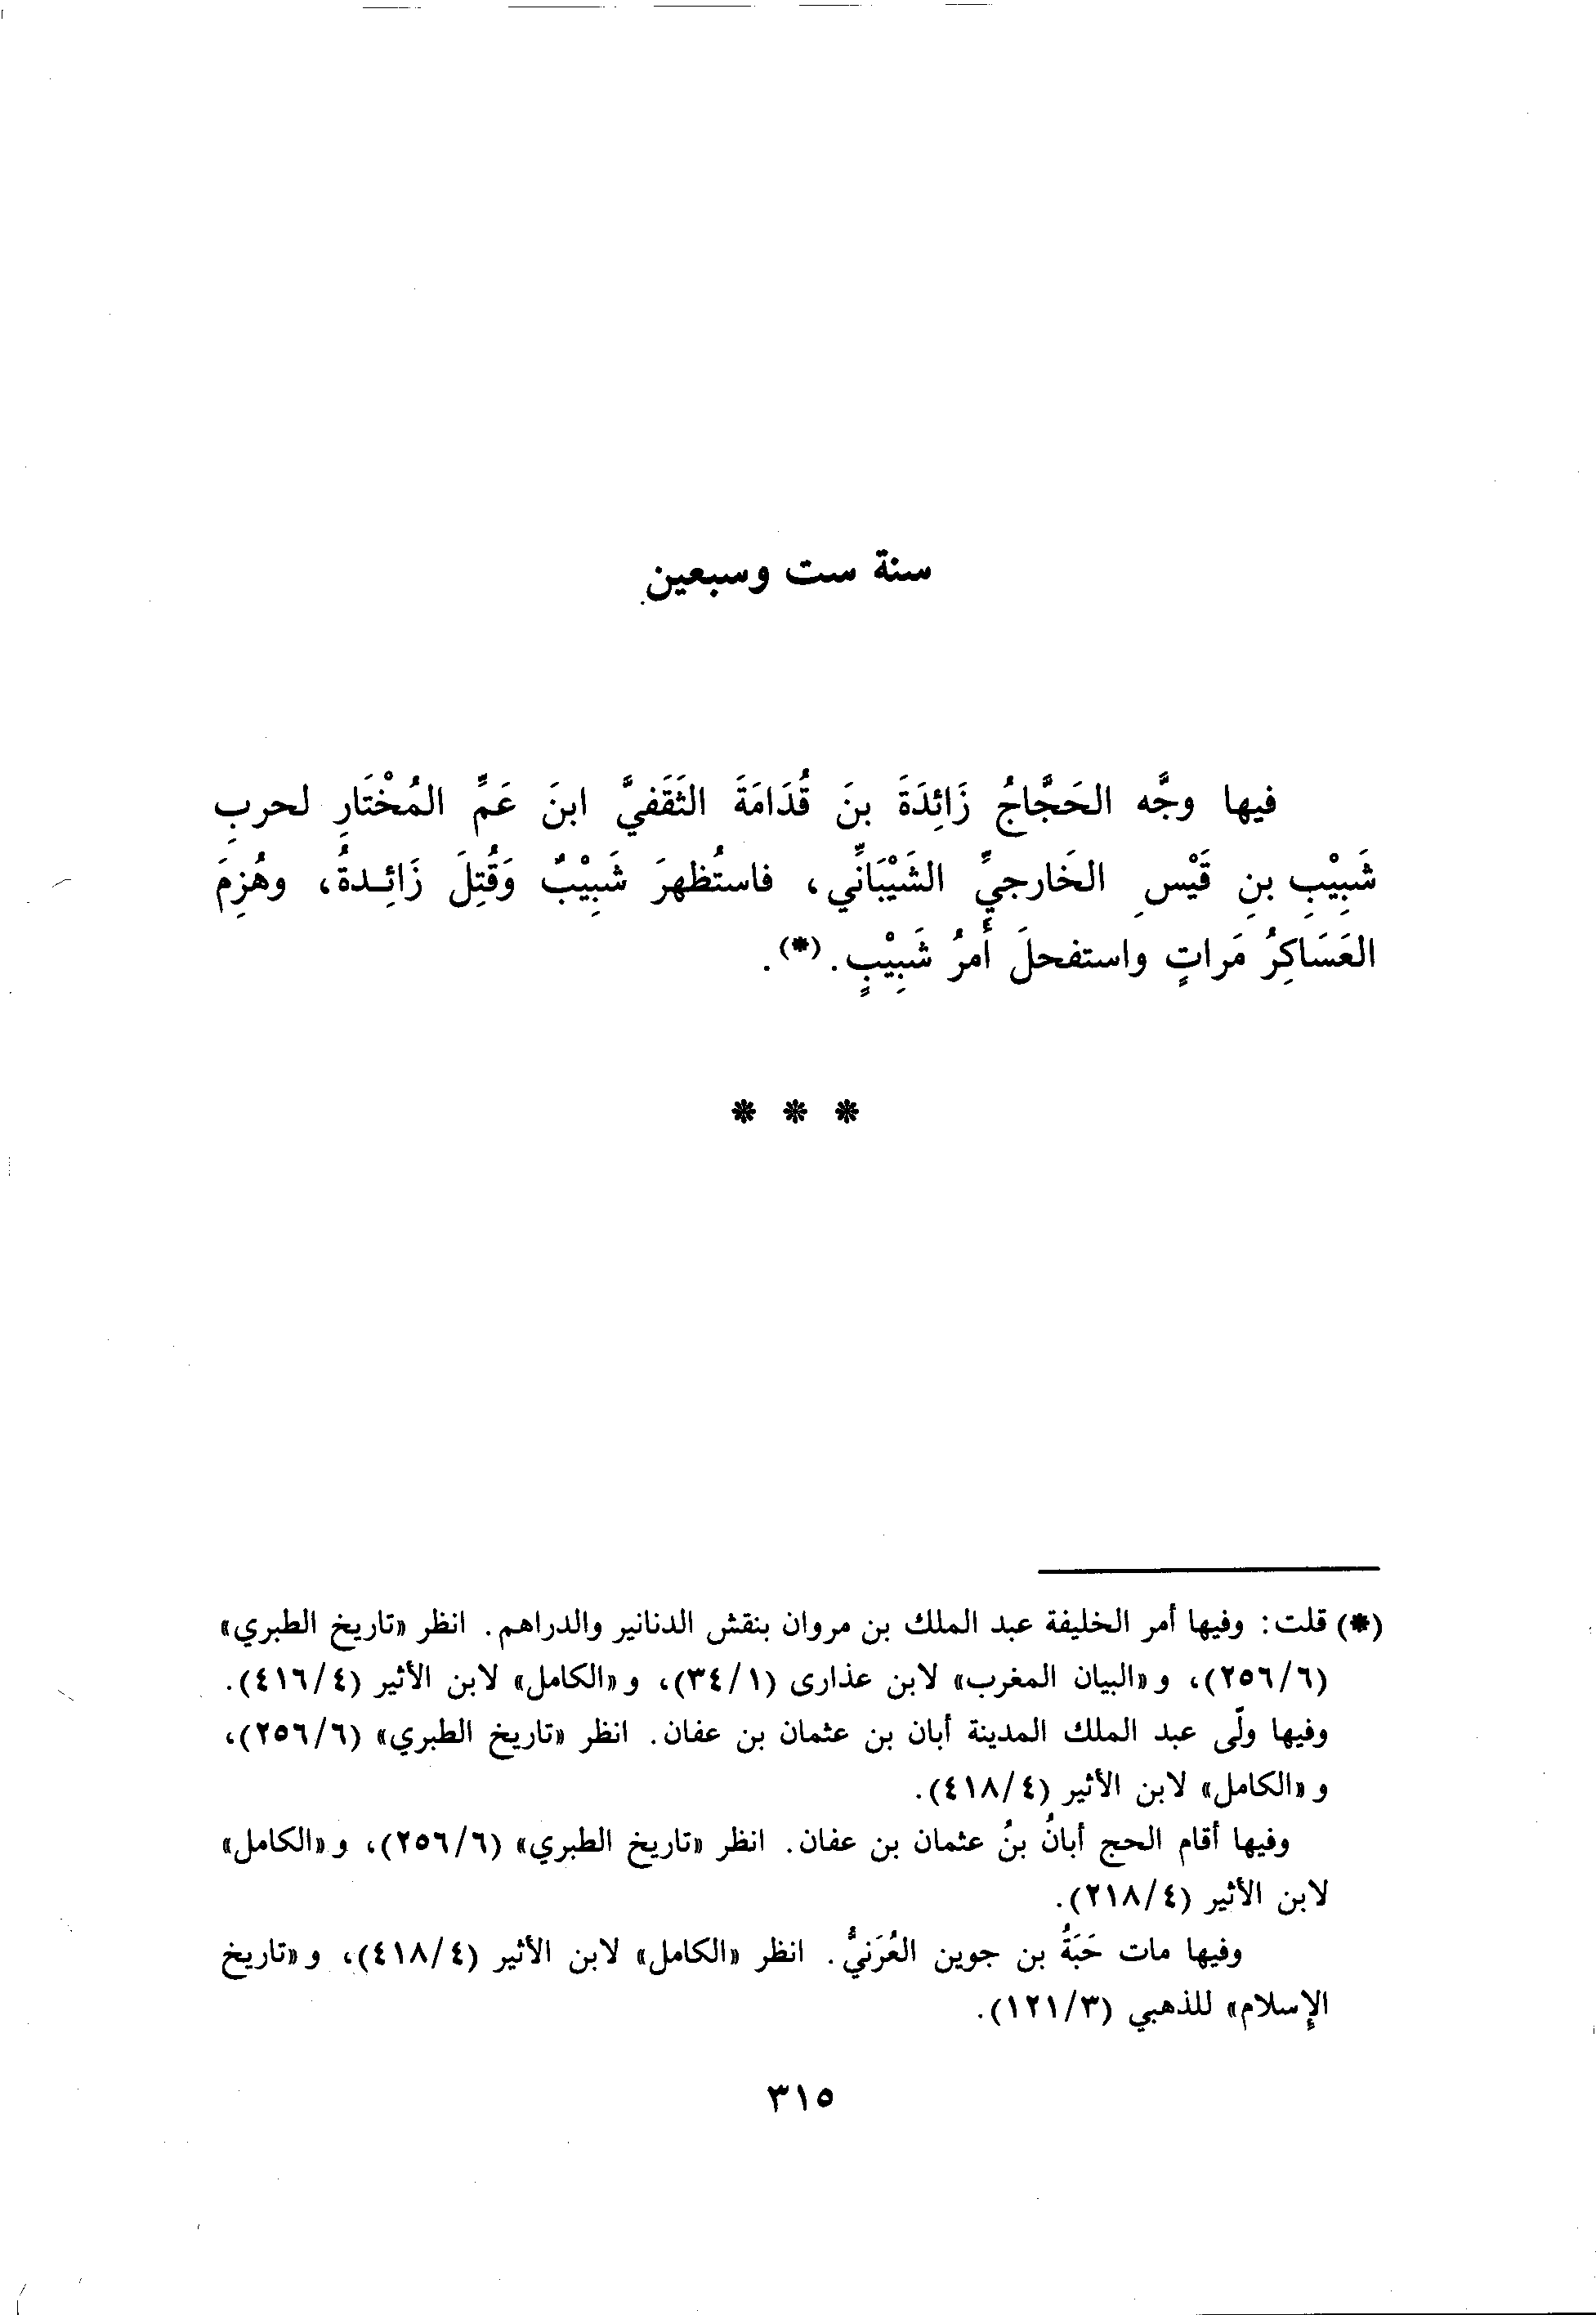 سنة ست وسبعين
فيها وجَّه الحَجَّاجُ زَائِدَةَ بنَ قُدَامَةَ الثَقَفيَّ ابنَ عَمِّ المُخْتَارِ لحربِ
شَبِيْبِ بنِ قَيْسٍ الخَارجيِّ الشَيْبَانِّي، فاستُظهرَ شَبِيْبٌ وَقُتِلَ زَائِـدةُ، وهُزِمَ
العَسَاكِرُ مَراتٍ واستفحلَ أَمرُ شَبِيْبٍ. (*).
* * *
(*) قلت: وفيها أمر الخليفة عبد الملك بن مروان بنقش الدنانير والدراهم. انظر «تاريخ الطبري»
(٢٥٦/٦)، و«البيان المغرب» لابن عذارى (٣٤/١)، و«الكامل» لابن الأثير (٤١٦/٤).
وفيها ولّى عبد الملك المدينة أبان بن عثمان بن عفان. انظر «تاريخ الطبري» (٢٥٦/٦)،
و«الكامل» لابن الأثير (٤١٨/٤).
وفيها أقام الحج أبانُ بنُ عثمان بن عفان. انظر «تاريخ الطبري» (٢٥٦/٦)، و«الكامل»
لابن الأثير (٢١٨/٤).
وفيها مات حَبَةُ بن جوين العُرَنيُّ. انظر «الكامل» لابن الأثير (٤١٨/٤)، و«تاريخ
الإسلام» للذهبي (١٢١/٣).
٣١٥